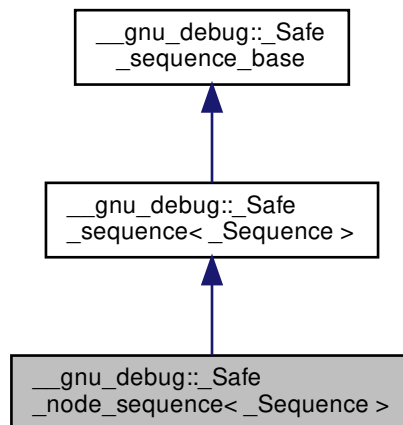 __gnu_debug::_Safe
_sequence_base
__gnu_debug::_Safe
_sequence< _Sequence >
__gnu_debug::_Safe
_node_sequence< _Sequence >